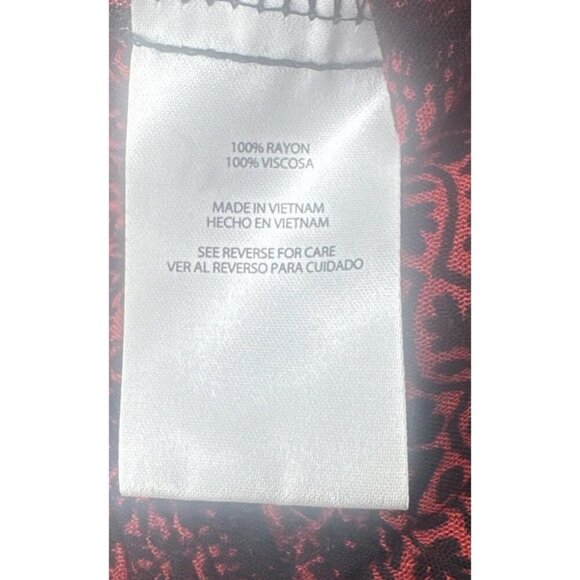 100% RAYON
100% VISCOSA
MADE IN VIETNAM
HECHO EN VIETNAM
SEE REVERSE FOR CARE
VER AL REVERSO PARA CUIDADO